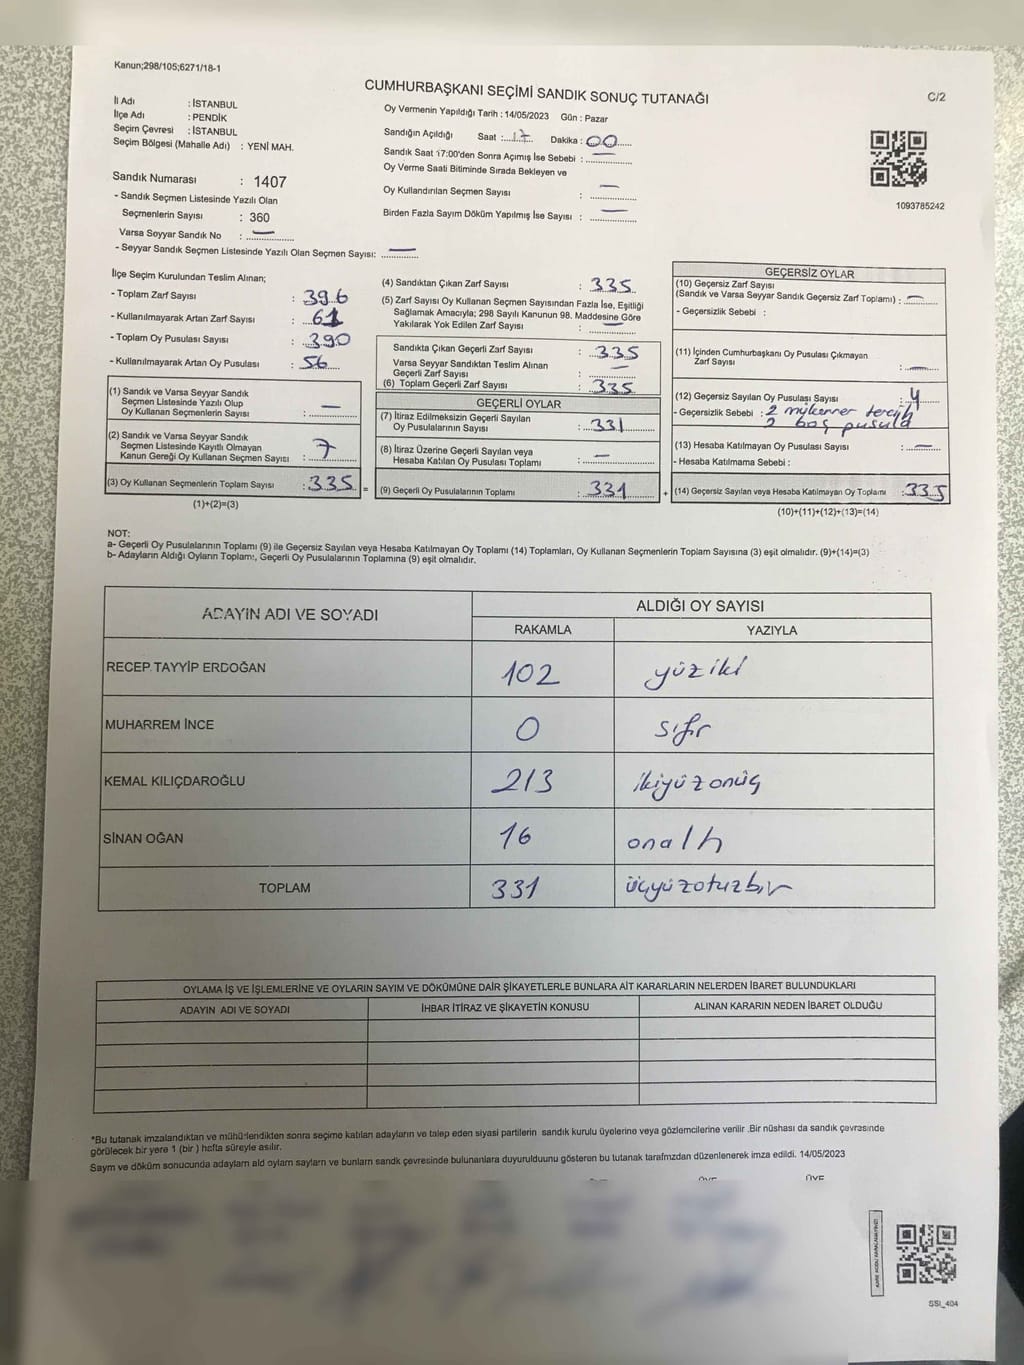 Kanun;298/105;6271/18-1
CUMHURBAŞKANI SEÇİMİ SANDIK SONUÇ TUTANAĞI
C/2
İl Adı : İSTANBUL
İlçe Adı : PENDİK
Seçim Çevresi : İSTANBUL
Seçim Bölgesi (Mahalle Adı) : YENİ MAH.
Oy Vermenin Yapıldığı Tarih : 14/05/2023 Gün : Pazar
Sandığın Açıldığı Saat : 17 Dakika : 00
Sandık Saat 17:00'den Sonra Açımış İse Sebebi : —
Oy Verme Saati Bitiminde Sırada Bekleyen ve
Oy Kullandırılan Seçmen Sayısı : —
Birden Fazla Sayım Döküm Yapılmış İse Sayısı : —
1093785242
Sandık Numarası : 1407
- Sandık Seçmen Listesinde Yazılı Olan
Seçmenlerin Sayısı : 360
Varsa Seyyar Sandık No : —
- Seyyar Sandık Seçmen Listesinde Yazılı Olan Seçmen Sayısı: —
İlçe Seçim Kurulundan Teslim Alınan;
- Toplam Zarf Sayısı : 396
- Kullanılmayarak Artan Zarf Sayısı : 61
- Toplam Oy Pusulası Sayısı : 390
- Kullanılmayarak Artan Oy Pusulası : 56
(1) Sandık ve Varsa Seyyar Sandık
Seçmen Listesinde Yazılı Olup
Oy Kullanan Seçmenlerin Sayısı : —
(2) Sandık ve Varsa Seyyar Sandık
Seçmen Listesinde Kayıtlı Olmayan
Kanun Gereği Oy Kullanan Seçmen Sayısı : 7
(3) Oy Kullanan Seçmenlerin Toplam Sayısı : 335 =
(1)+(2)=(3)
(4) Sandıktan Çıkan Zarf Sayısı : 335
(5) Zarf Sayısı Oy Kullanan Seçmen Sayısından Fazla İse, Eşitliği
Sağlamak Amacıyla; 298 Sayılı Kanunun 98. Maddesine Göre
Yakılarak Yok Edilen Zarf Sayısı : —
Sandıkta Çıkan Geçerli Zarf Sayısı : 335
Varsa Seyyar Sandıktan Teslim Alınan
Geçerli Zarf Sayısı : —
(6) Toplam Geçerli Zarf Sayısı : 335
GEÇERLİ OYLAR
(7) İtiraz Edilmeksizin Geçerli Sayılan
Oy Pusulalarının Sayısı : 331
(8) İtiraz Üzerine Geçerli Sayılan veya
Hesaba Katılan Oy Pusulası Toplamı : —
(9) Geçerli Oy Pusulalarının Toplamı : 331 +
GEÇERSİZ OYLAR
(10) Geçersiz Zarf Sayısı
(Sandık ve Varsa Seyyar Sandık Geçersiz Zarf Toplamı) : —
- Geçersizlik Sebebi :
(11) İçinden Cumhurbaşkanı Oy Pusulası Çıkmayan
Zarf Sayısı : —
(12) Geçersiz Sayılan Oy Pusulası Sayısı : 4
- Geçersizlik Sebebi : 2 mükerrer tercih
2 boş pusula
(13) Hesaba Katılmayan Oy Pusulası Sayısı : —
- Hesaba Katılmama Sebebi :
(14) Geçersiz Sayılan veya Hesaba Katılmayan Oy Toplamı : 335
(10)+(11)+(12)+(13)=(14)
NOT:
a- Geçerli Oy Pusulalarının Toplamı (9) ile Geçersiz Sayılan veya Hesaba Katılmayan Oy Toplamı (14) Toplamları, Oy Kullanan Seçmenlerin Toplam Sayısına (3) eşit olmalıdır. (9)+(14)=(3)
b- Adayların Aldığı Oyların Toplamı, Geçerli Oy Pusulalarının Toplamına (9) eşit olmalıdır.
ADAYIN ADI VE SOYADI
ALDIĞI OY SAYISI
RAKAMLA YAZIYLA
RECEP TAYYİP ERDOĞAN 102 yüziki
MUHARREM İNCE 0 sıfır
KEMAL KILIÇDAROĞLU 213 ikiyüzonüç
SİNAN OĞAN 16 onaltı
TOPLAM 331 üçyüzotuzbir
OYLAMA İŞ VE İŞLEMLERİNE VE OYLARIN SAYIM VE DÖKÜMÜNE DAİR ŞİKAYETLERLE BUNLARA AİT KARARLARIN NELERDEN İBARET BULUNDUKLARI
ADAYIN ADI VE SOYADI İHBAR İTİRAZ VE ŞİKAYETİN KONUSU ALINAN KARARIN NEDEN İBARET OLDUĞU
*Bu tutanak imzalandıktan ve mühürlendikten sonra seçime katılan adayların ve talep eden siyasi partilerin sandık kurulu üyelerine veya gözlemcilerine verilir .Bir nüshası da sandık çevresinde
görülecek bir yere 1 (bir ) hafta süreyle asılır.
Sayım ve döküm sonucunda adayların ald oyların sayları ve bunların sandk çevresinde bulunanlara duyurulduunu gösteren bu tutanak tarafmzdan düzenlenerek imza edildi. 14/05/2023
SSI_404